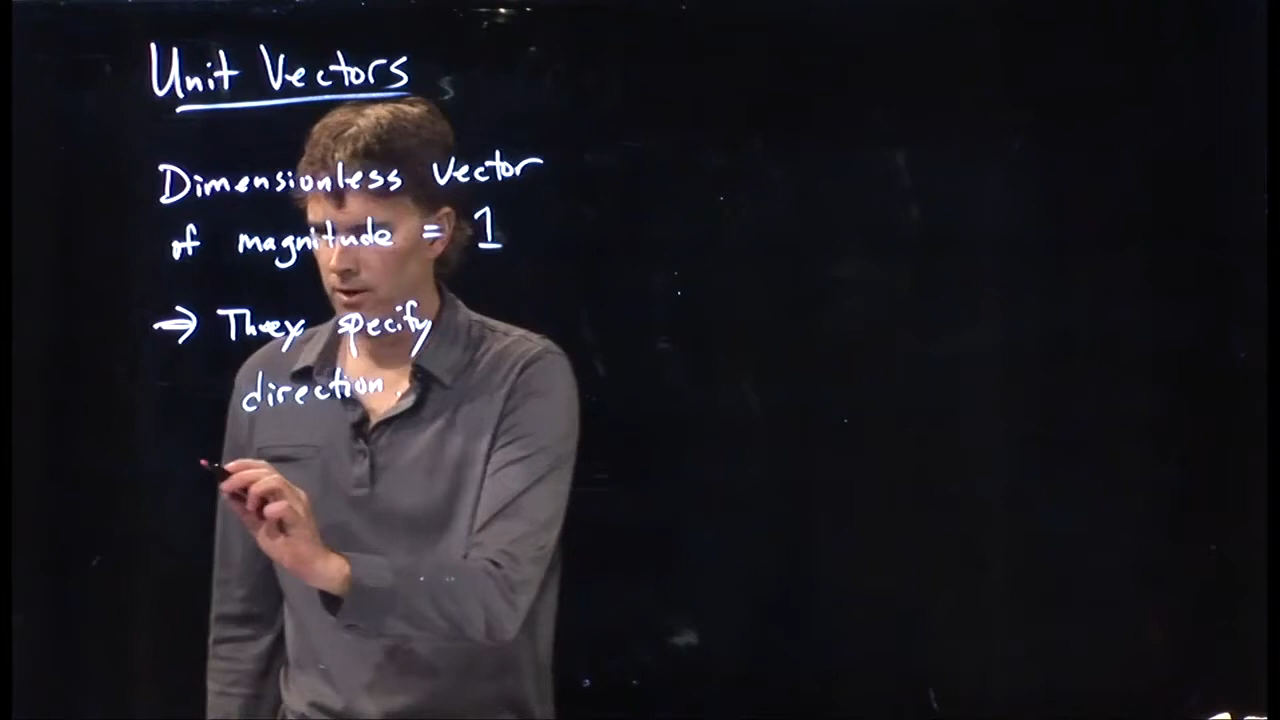 Unit Vectors
Dimensionless Vector
of magnitude = 1
→ They specify
direction.